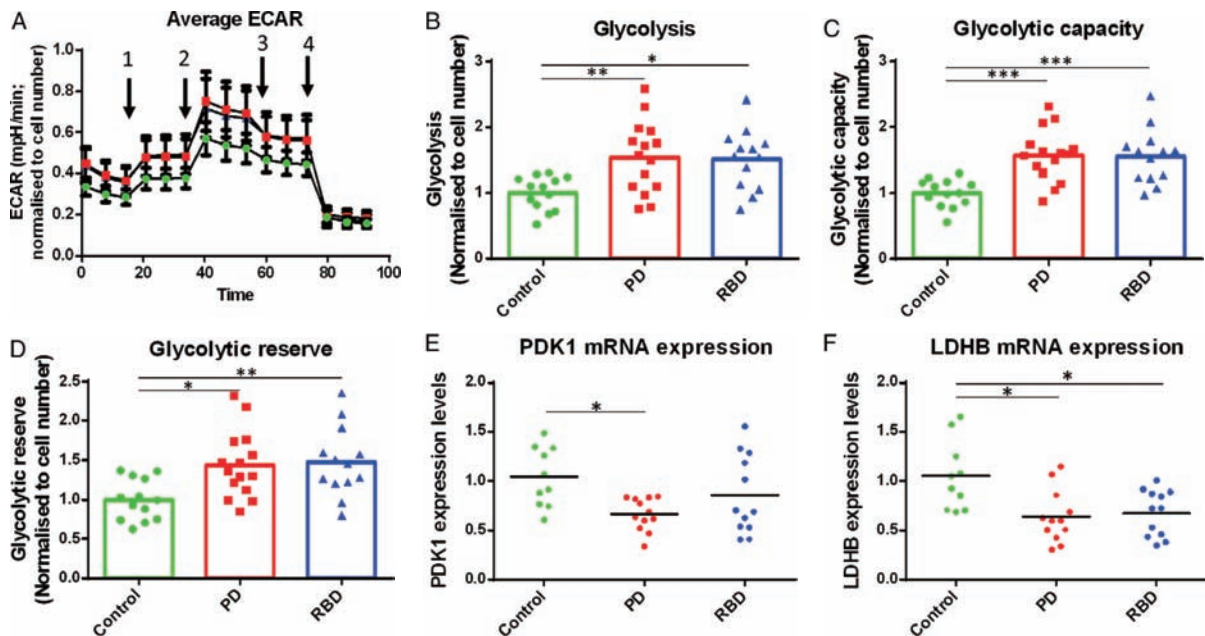 A
Average ECAR
1
2
3
4
ECAR (mpH/min;
normalised to cell number)
1.0
0.8
0.6
0.4
0.2
0.0
0
20
40
60
80
100
Time
B
Glycolysis
*
**
Glycolysis
(Normalised to cell number)
3
2
1
0
Control
PD
RBD
C
Glycolytic capacity
***
***
Glycolytic capacity
(Normalised to cell number)
3
2
1
0
Control
PD
RBD
D
Glycolytic reserve
**
*
Glycolytic reserve
(Normalised to cell number)
2.5
2.0
1.5
1.0
0.5
0.0
Control
PD
RBD
E
PDK1 mRNA expression
*
PDK1 expression levels
2.0
1.5
1.0
0.5
0.0
Control
PD
RBD
F
LDHB mRNA expression
*
*
LDHB expression levels
2.0
1.5
1.0
0.5
0.0
Control
PD
RBD